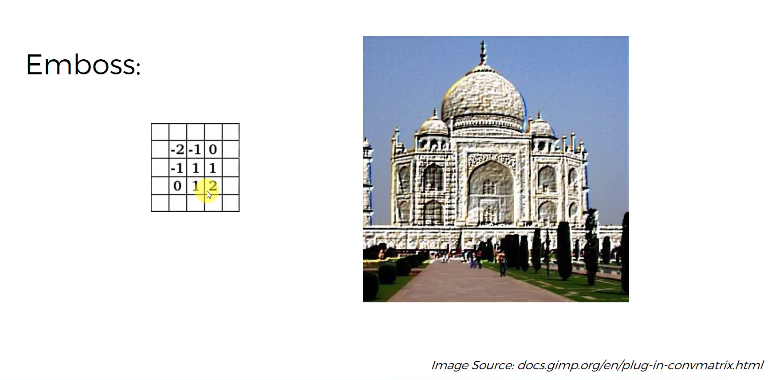 Emboss:
-2 -1 0
-1 1 1
0 1 2
Image Source: docs.gimp.org/en/plug-in-convmatrix.html